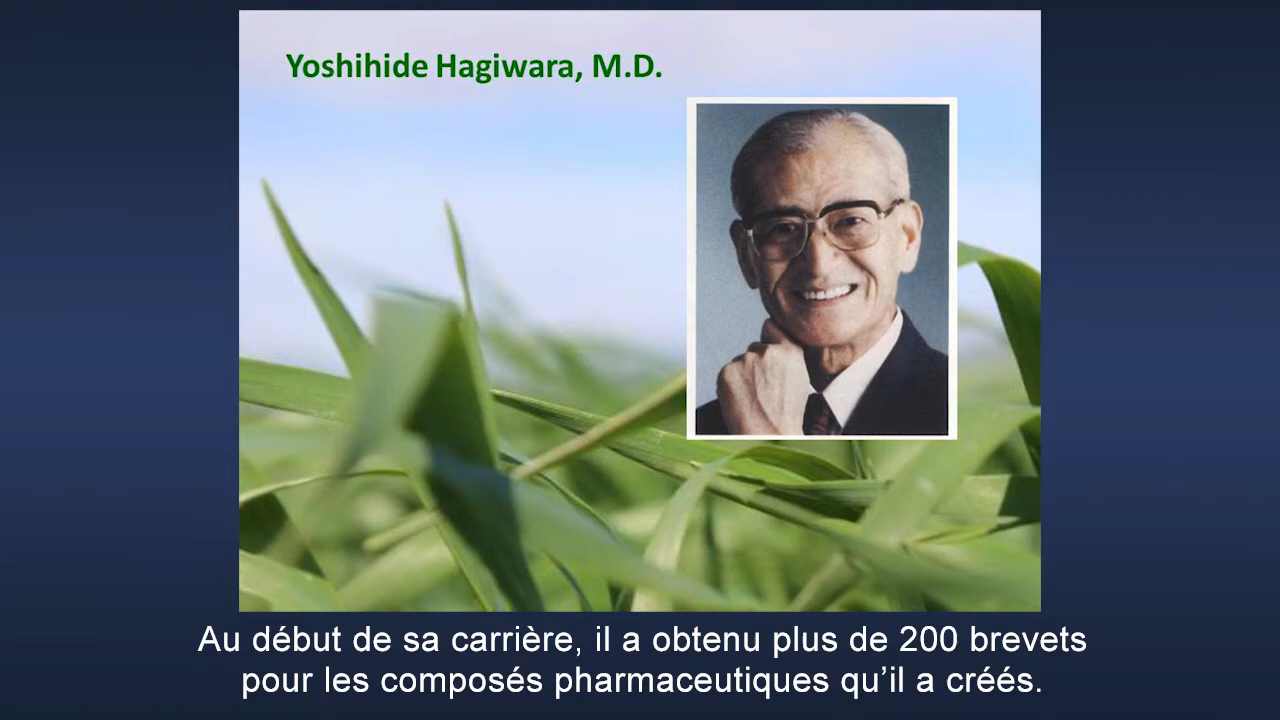 Yoshihide Hagiwara, M.D.
Au début de sa carrière, il a obtenu plus de 200 brevets
pour les composés pharmaceutiques qu’il a créés.